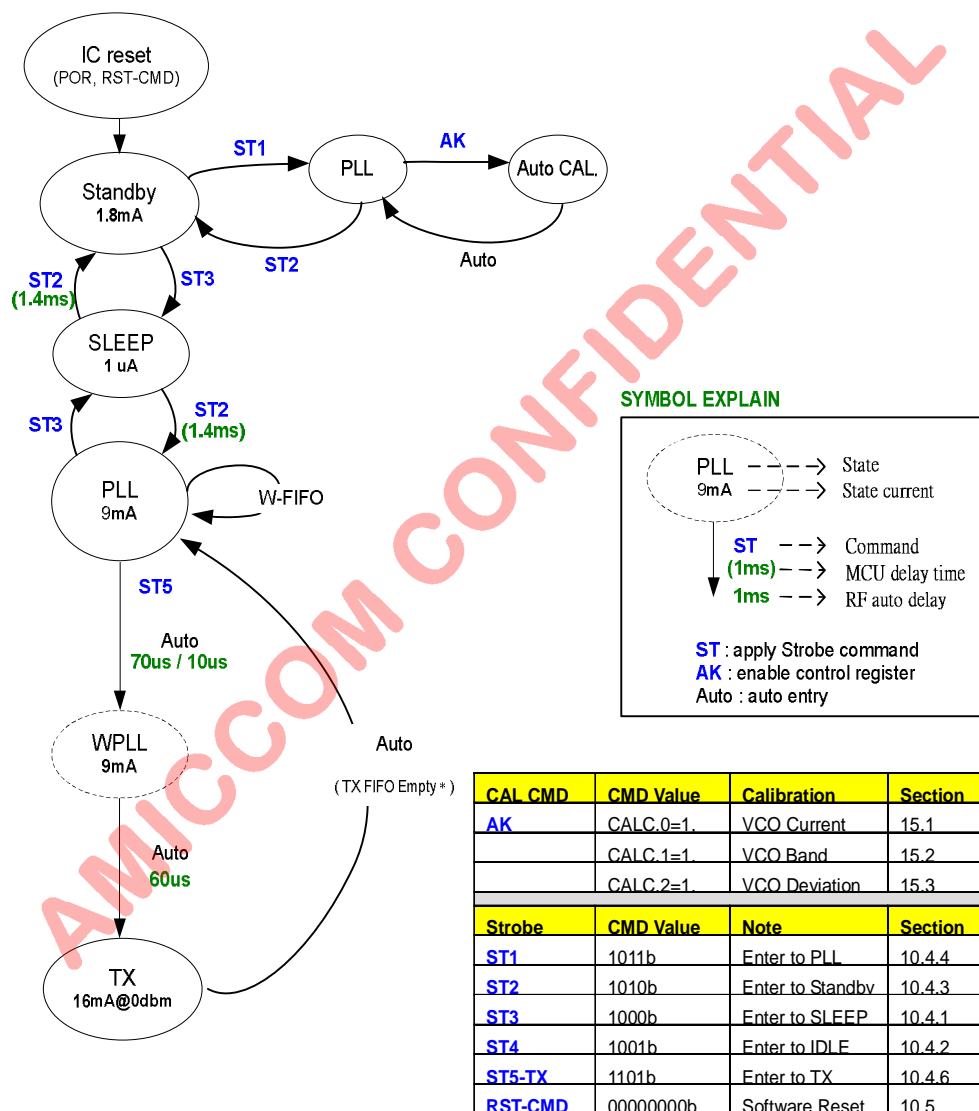 IC reset
(POR, RST-CMD)
ST1
AK
Standby
1.8mA
PLL
Auto CAL.
ST2
Auto
ST2
(1.4ms)
ST3
SLEEP
1 uA
ST3
ST2
(1.4ms)
PLL
9mA
W-FIFO
ST5
Auto
70us / 10us
WPLL
9mA
Auto
( TX FIFO Empty * )
Auto
60us
TX
16mA@0dbm
SYMBOL EXPLAIN
PLL State
9mA State current
ST Command
(1ms) MCU delay time
1ms RF auto delay
ST : apply Strobe command
AK : enable control register
Auto : auto entry
CAL CMD CMD Value Calibration Section
AK CALC.0=1. VCO Current 15.1
CALC.1=1. VCO Band 15.2
CALC.2=1. VCO Deviation 15.3
Strobe CMD Value Note Section
ST1 1011b Enter to PLL 10.4.4
ST2 1010b Enter to Standby 10.4.3
ST3 1000b Enter to SLEEP 10.4.1
ST4 1001b Enter to IDLE 10.4.2
ST5-TX 1101b Enter to TX 10.4.6
RST-CMD 00000000b Software Reset 10.5
AMICCOM CONFIDENTIAL